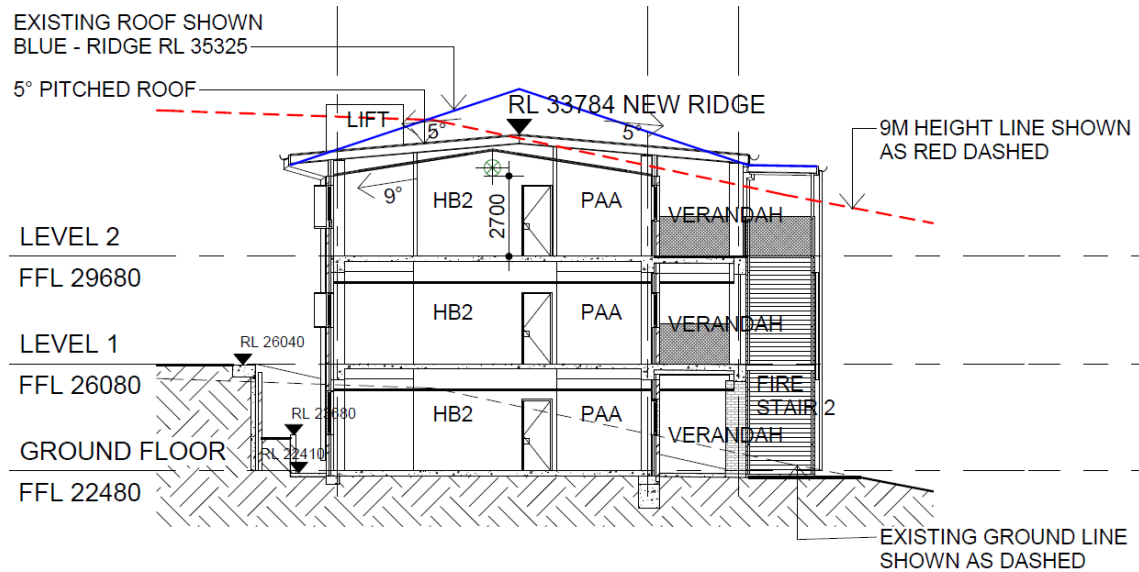 EXISTING ROOF SHOWN
BLUE - RIDGE RL 35325
5° PITCHED ROOF
LIFT
5°
RL 33784 NEW RIDGE
5°
9M HEIGHT LINE SHOWN
AS RED DASHED
9°
HB2
2700
PAA
VERANDAH
LEVEL 2
FFL 29680
HB2
PAA
VERANDAH
RL 26040
LEVEL 1
FFL 26080
FIRE
STAIR 2
HB2
PAA
VERANDAH
RL 23680
RL 22410
GROUND FLOOR
FFL 22480
EXISTING GROUND LINE
SHOWN AS DASHED